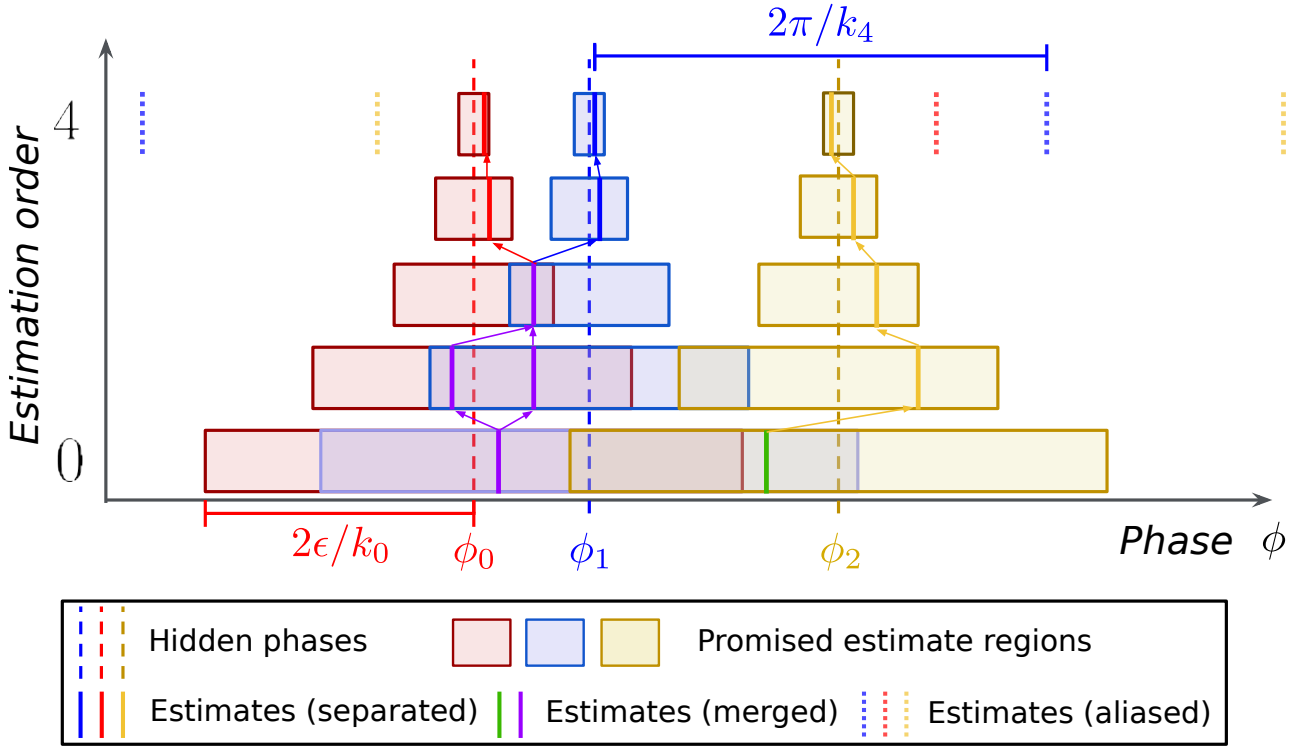 2π/k₄
4
Estimation order
0
2ϵ/k₀
ϕ₀
ϕ₁
ϕ₂
Phase ϕ
Hidden phases
Promised estimate regions
Estimates (separated)
Estimates (merged)
Estimates (aliased)